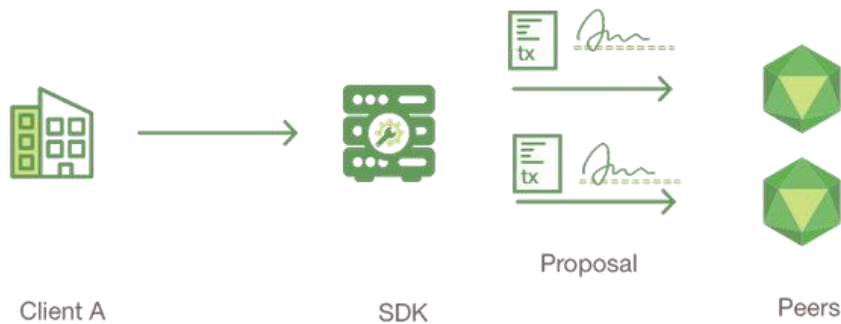 tx
tx
Proposal
Client A
SDK
Peers